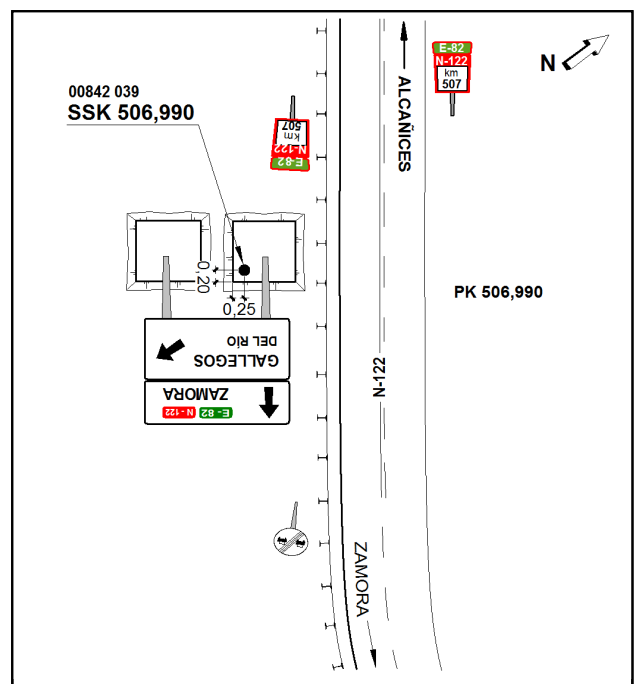 E-82
N-122
km
507
N
ALCAÑICES
00842 039
SSK 506,990
507
km
N-122
E-82
0,20
0,25
PK 506,990
GALLEGOS
DEL RÍO
ZAMORA
E - 82
N - 122
N-122
ZAMORA